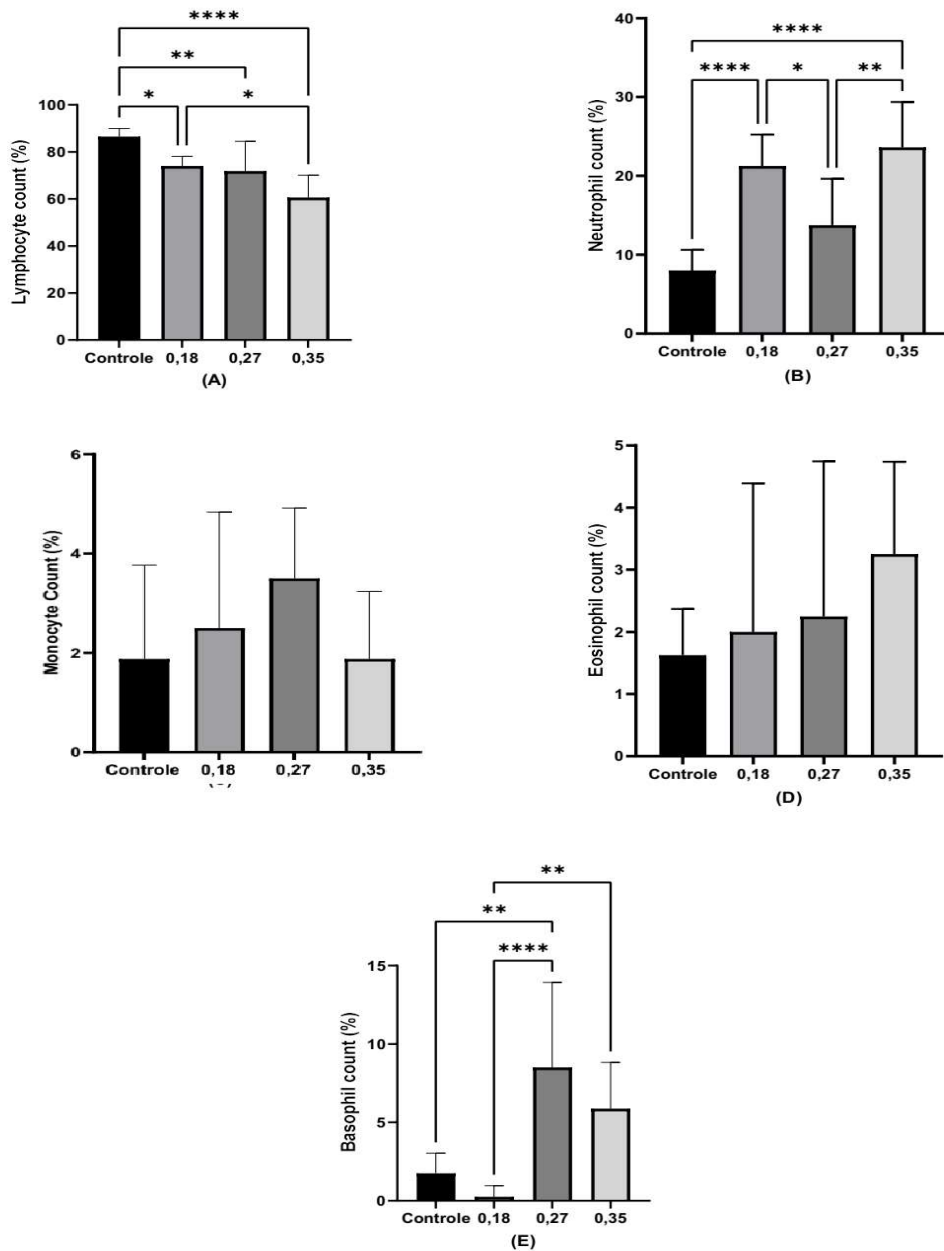 ****
**
*
*
100
80
60
40
20
0
Lymphocyte count (%)
Controle 0,18 0,27 0,35
(A)
****
****
*
**
40
30
20
10
0
Neutrophil count (%)
Controle 0,18 0,27 0,35
(B)
6
4
2
0
Monocyte Count (%)
Controle 0,18 0,27 0,35
5
4
3
2
1
0
Eosinophil count (%)
Controle 0,18 0,27 0,35
(D)
**
**
****
15
10
5
0
Basophil count (%)
Controle 0,18 0,27 0,35
(E)